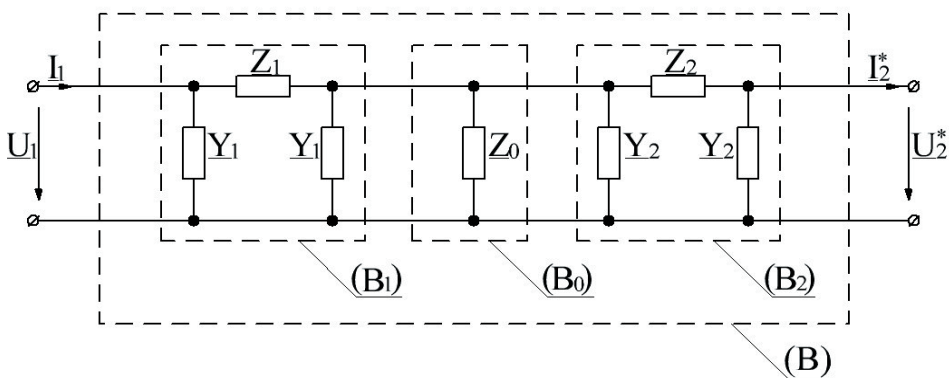 I1 Z1 Z2 I2*
U1 Y1 Y1 Z0 Y2 Y2 U2*
(B1) (B0) (B2)
(B)